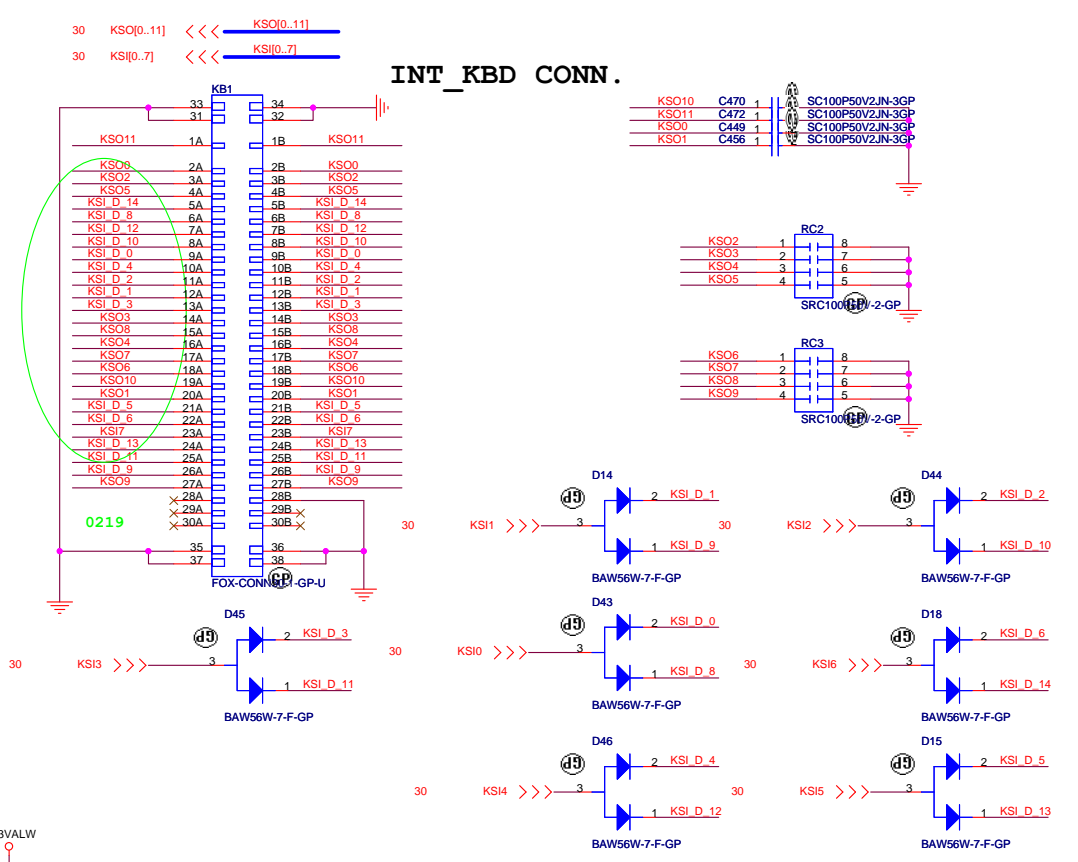 30 KSO[0..11] KSO[0..11]
30 KSI[0..7] KSI[0..7]
INT_KBD CONN.
KB1
33 34
31 32
KSO11 1A 1B KSO11
KSO0 2A 2B KSO0
KSO2 3A 3B KSO2
KSO5 4A 4B KSO5
KSI_D_14 5A 5B KSI_D_14
KSI_D_8 6A 6B KSI_D_8
KSI_D_12 7A 7B KSI_D_12
KSI_D_10 8A 8B KSI_D_10
KSI_D_0 9A 9B KSI_D_0
KSI_D_4 10A 10B KSI_D_4
KSI_D_2 11A 11B KSI_D_2
KSI_D_1 12A 12B KSI_D_1
KSI_D_3 13A 13B KSI_D_3
KSO3 14A 14B KSO3
KSO8 15A 15B KSO8
KSO4 16A 16B KSO4
KSO7 17A 17B KSO7
KSO6 18A 18B KSO6
KSO10 19A 19B KSO10
KSO1 20A 20B KSO1
KSI_D_5 21A 21B KSI_D_5
KSI_D_6 22A 22B KSI_D_6
KSI7 23A 23B KSI7
KSI_D_13 24A 24B KSI_D_13
KSI_D_11 25A 25B KSI_D_11
KSI_D_9 26A 26B KSI_D_9
KSO9 27A 27B KSO9
28A 28B
29A 29B
30A 30B
0219
35 36
37 38
GP
KSO10 C470 1 SC100P50V2JN-3GP
KSO11 C472 1 SC100P50V2JN-3GP
KSO0 C449 1 SC100P50V2JN-3GP
KSO1 C456 1 SC100P50V2JN-3GP
RC2
KSO2 1 8
KSO3 2 7
KSO4 3 6
KSO5 4 5
GP
RC3
KSO6 1 8
KSO7 2 7
KSO8 3 6
KSO9 4 5
GP
D14
GP
2 KSI_D_1
30 KSI1 3
1 KSI_D_9
BAW56W-7-F-GP
D44
GP
2 KSI_D_2
30 KSI2 3
1 KSI_D_10
BAW56W-7-F-GP
D45
GP
2 KSI_D_3
30 KSI3 3
1 KSI_D_11
BAW56W-7-F-GP
D43
GP
2 KSI_D_0
30 KSI0 3
1 KSI_D_8
BAW56W-7-F-GP
D18
GP
2 KSI_D_6
30 KSI6 3
1 KSI_D_14
BAW56W-7-F-GP
D46
GP
2 KSI_D_4
30 KSI4 3
1 KSI_D_12
BAW56W-7-F-GP
D15
GP
2 KSI_D_5
30 KSI5 3
1 KSI_D_13
BAW56W-7-F-GP